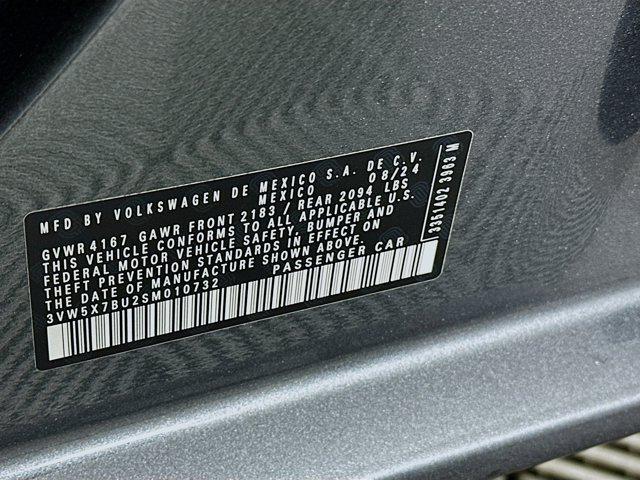 MFD BY VOLKSWAGEN DE MEXICO S.A. DE C.V.
MEXICO 08/24
GVWR 4167 GAWR FRONT 2183 / REAR 2094 LBS
THIS VEHICLE CONFORMS TO ALL APPLICABLE U.S.
FEDERAL MOTOR VEHICLE SAFETY, BUMPER AND
THEFT PREVENTION STANDARDS IN EFFECT ON
THE DATE OF MANUFACTURE SHOWN ABOVE.
3VW5X7BU2SM010732 PASSENGER CAR
3351402 3963 M